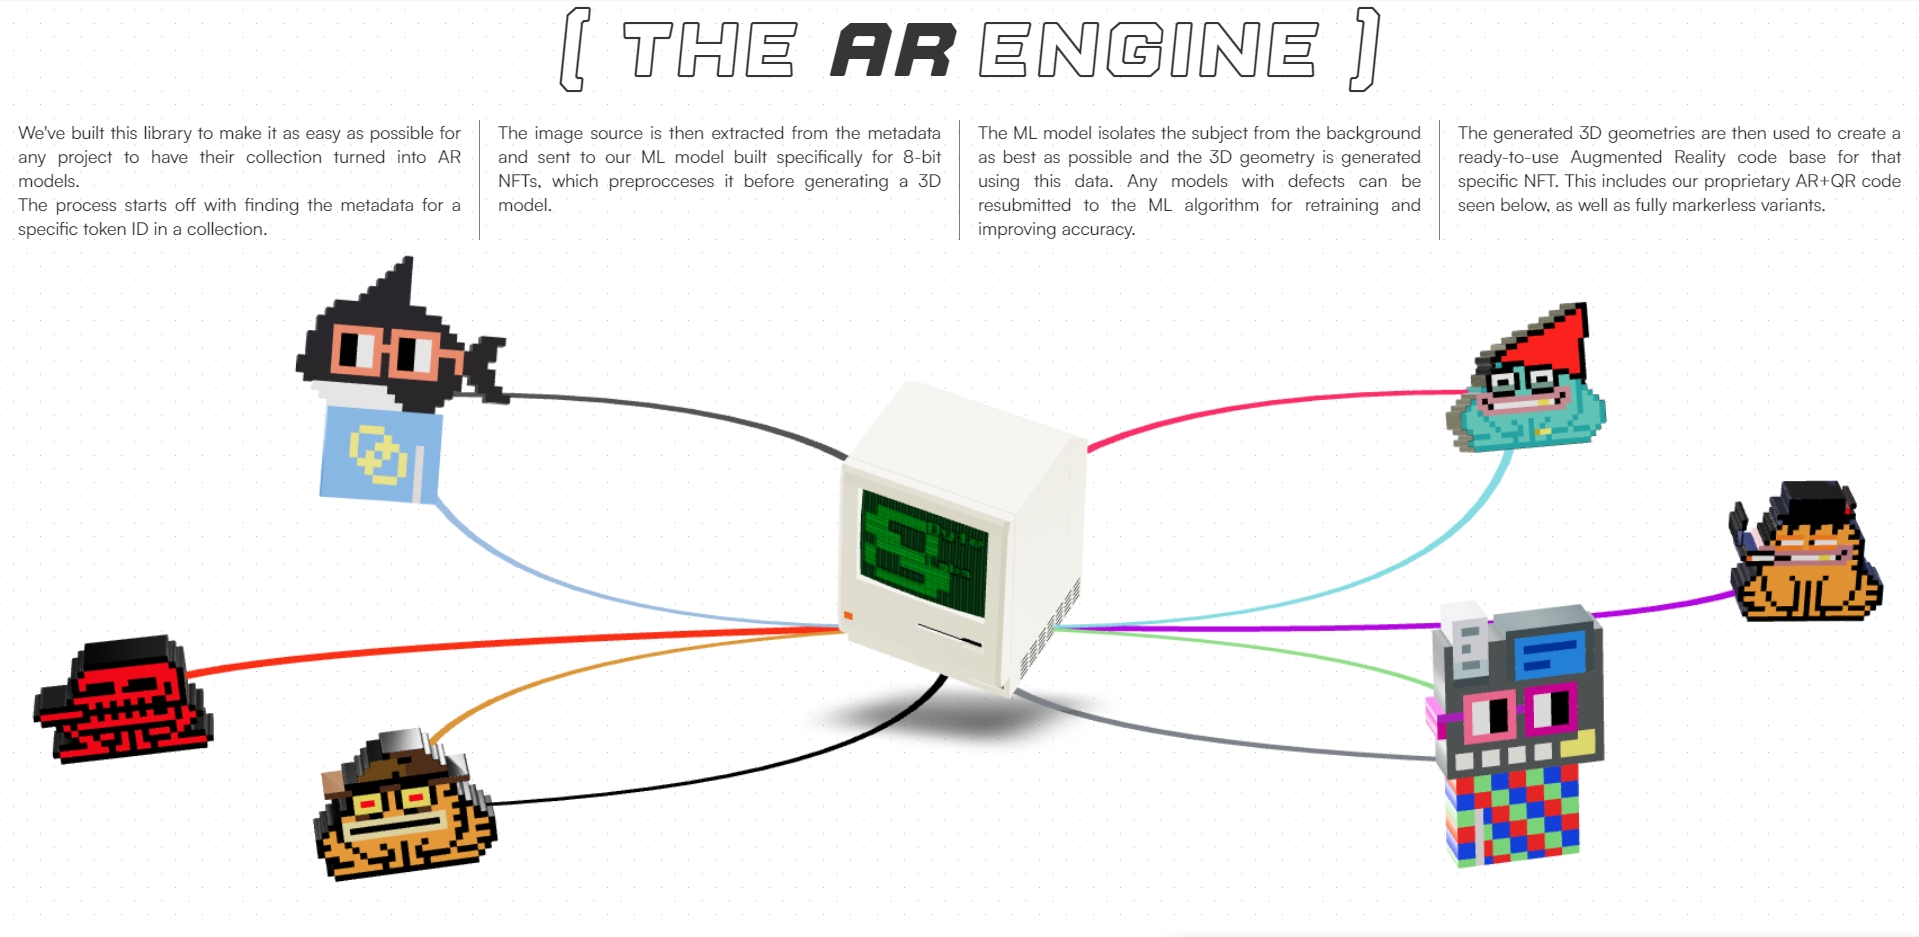 [ THE AR ENGINE ]
We've built this library to make it as easy as possible for
any project to have their collection turned into AR
models.
The process starts off with finding the metadata for a
specific token ID in a collection.
The image source is then extracted from the metadata
and sent to our ML model built specifically for 8-bit
NFTs, which preprocceses it before generating a 3D
model.
The ML model isolates the subject from the background
as best as possible and the 3D geometry is generated
using this data. Any models with defects can be
resubmitted to the ML algorithm for retraining and
improving accuracy.
The generated 3D geometries are then used to create a
ready-to-use Augmented Reality code base for that
specific NFT. This includes our proprietary AR+QR code
seen below, as well as fully markerless variants.